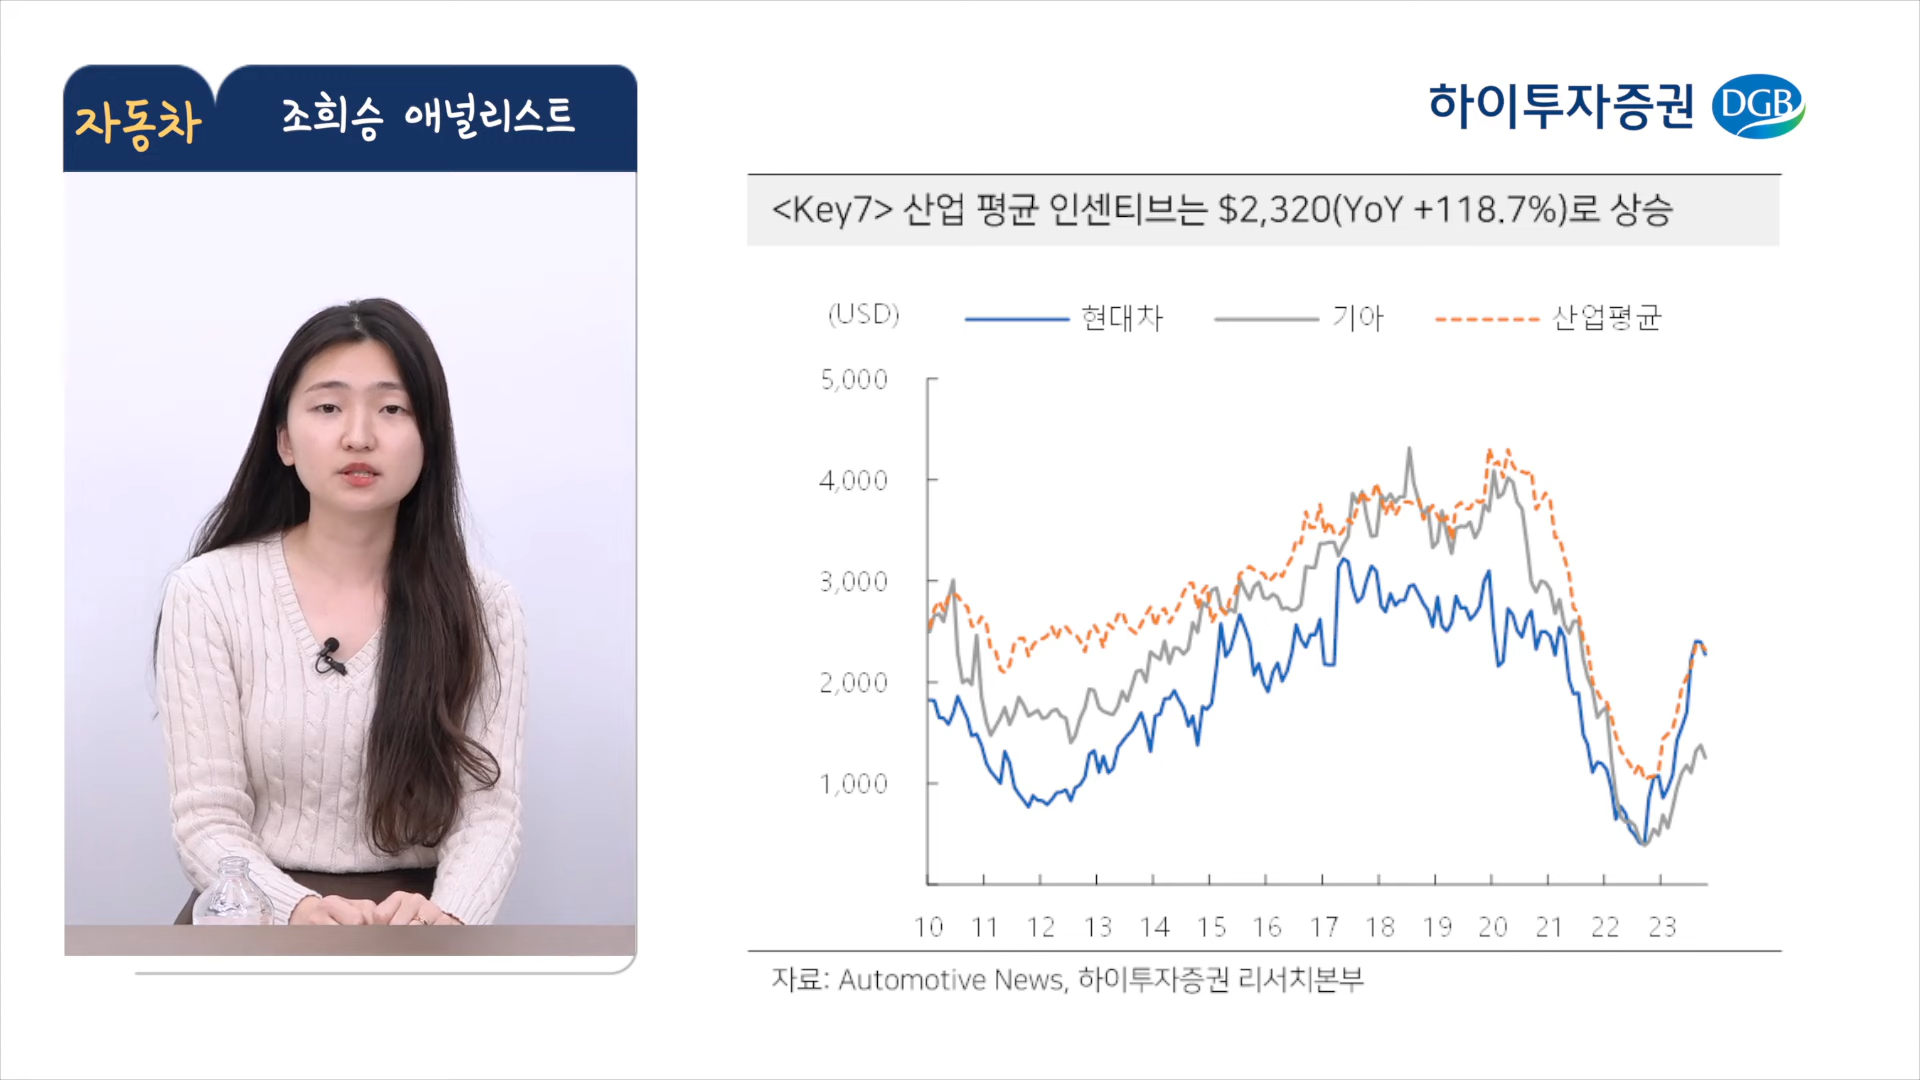 자동차
조희승 애널리스트
하이투자증권 DGB
<Key7> 산업 평균 인센티브는 $2,320(YoY +118.7%)로 상승
(USD) 현대차 기아 산업평균
5,000
4,000
3,000
2,000
1,000
10 11 12 13 14 15 16 17 18 19 20 21 22 23
자료: Automotive News, 하이투자증권 리서치본부